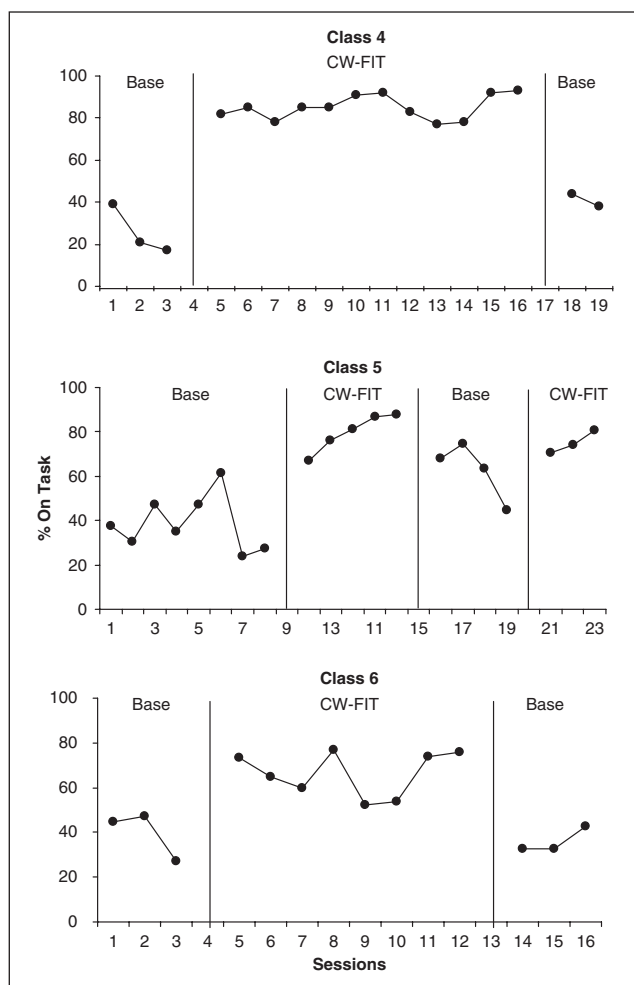 Class 4
CW-FIT
Base
Base
100
80
60
40
20
0
1 2 3 4 5 6 7 8 9 10 11 12 13 14 15 16 17 18 19
Class 5
Base
CW-FIT
Base
CW-FIT
% On Task
100
80
60
40
20
0
1 3 5 7 9 13 11 15 17 19 21 23
Class 6
Base
CW-FIT
Base
100
80
60
40
20
0
1 2 3 4 5 6 7 8 9 10 11 12 13 14 15 16
Sessions